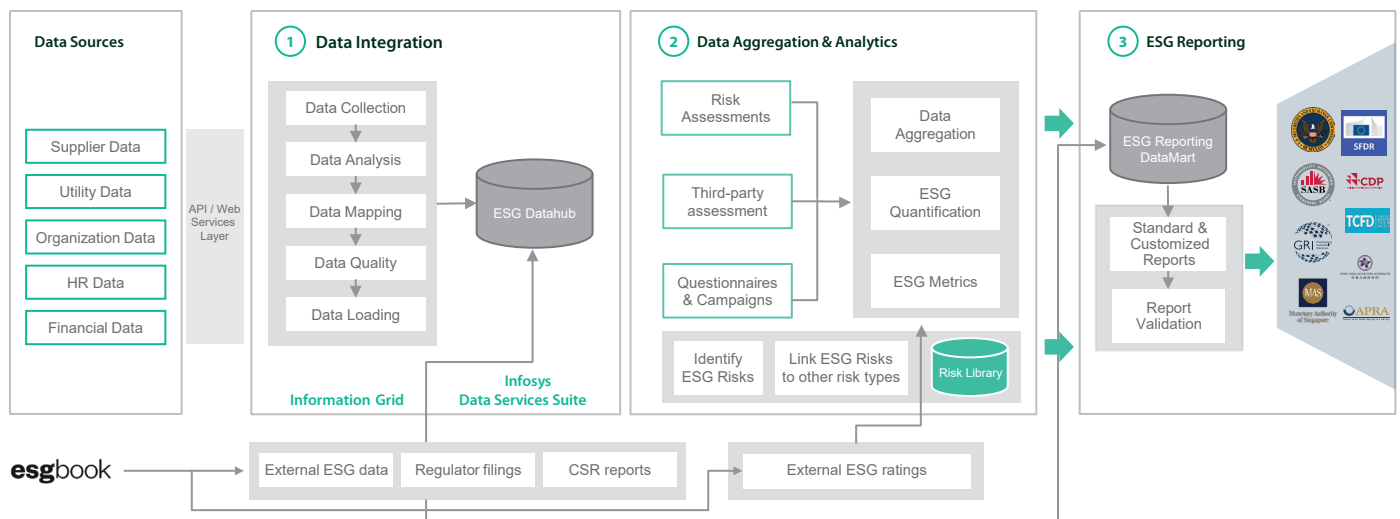 Data Sources
Supplier Data
Utility Data
Organization Data
HR Data
Financial Data
API / Web
Services
Layer
1 Data Integration
Data Collection
Data Analysis
Data Mapping
Data Quality
Data Loading
ESG Datahub
Information Grid
Infosys
Data Services Suite
2 Data Aggregation & Analytics
Risk
Assessments
Third-party
assessment
Questionnaires
& Campaigns
Data
Aggregation
ESG
Quantification
ESG Metrics
Identify
ESG Risks
Link ESG Risks
to other risk types
Risk Library
3 ESG Reporting
ESG Reporting
DataMart
Standard &
Customized
Reports
Report
Validation
SFDR
SASB
CDP
GRI
TCFD
MAS
Monetary Authority
of Singapore
APRA
esgbook
External ESG data
Regulator filings
CSR reports
External ESG ratings